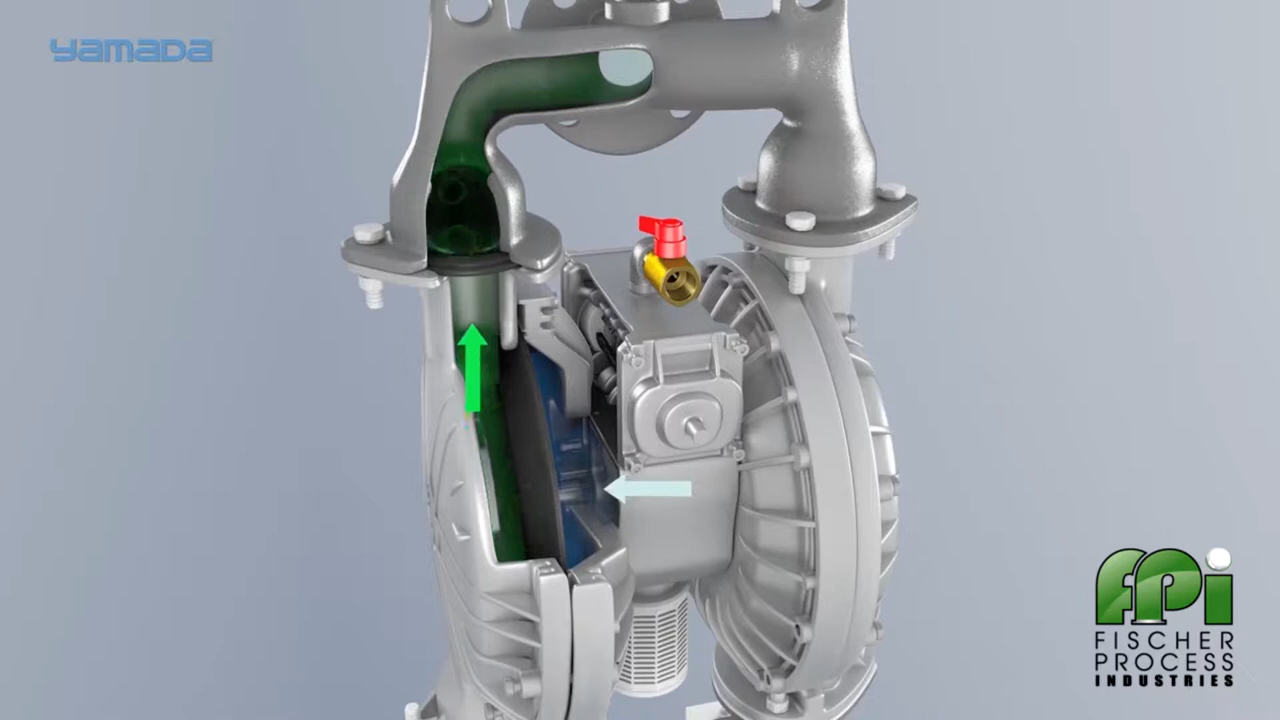 YAMADA
fpi
FISCHER
PROCESS
INDUSTRIES